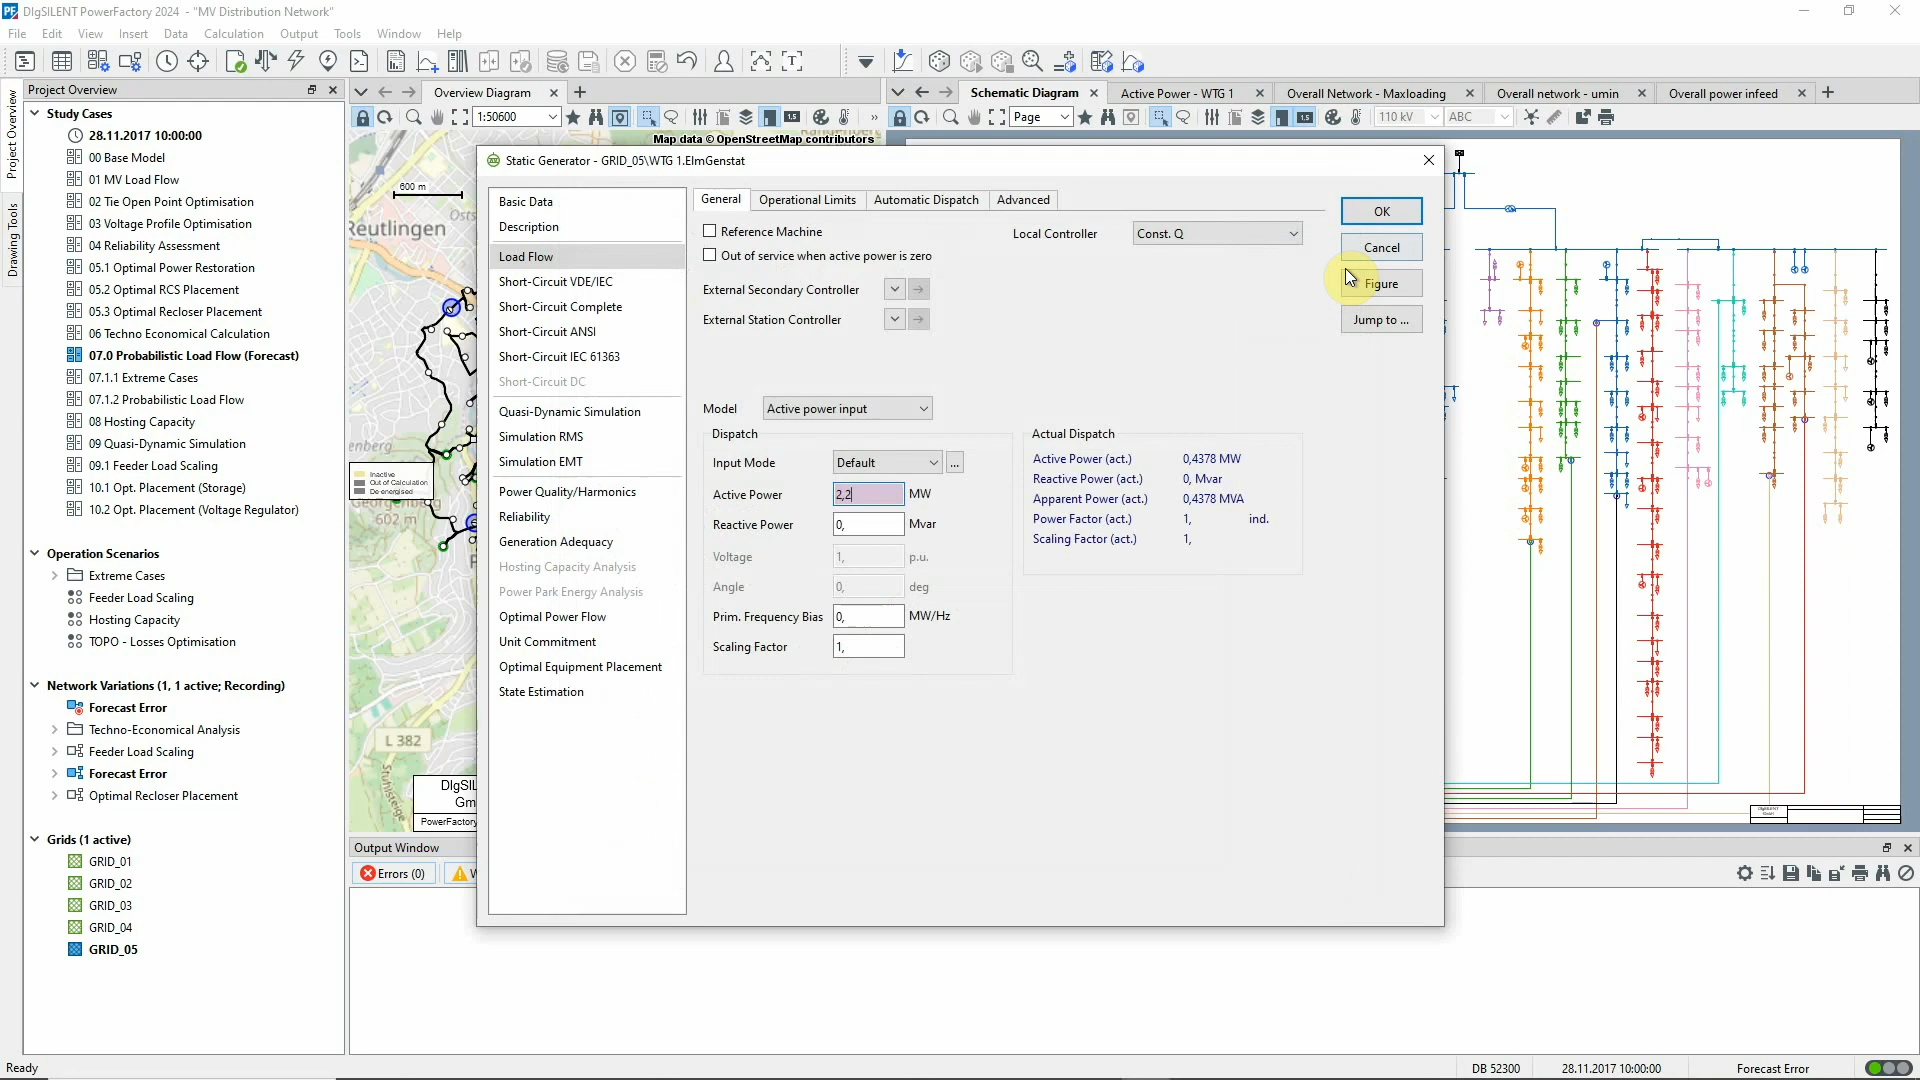 DIgSILENT PowerFactory 2024 - "MV Distribution Network"
File Edit View Insert Data Calculation Output Tools Window Help
Project Overview
Overview Diagram
Schematic Diagram
Active Power - WTG 1
Overall Network - Maxloading
Overall network - umin
Overall power infeed
1:50600
Page
110 kV
ABC
Project Overview
Drawing Tools
Study Cases
28.11.2017 10:00:00
00 Base Model
01 MV Load Flow
02 Tie Open Point Optimisation
03 Voltage Profile Optimisation
04 Reliability Assessment
05.1 Optimal Power Restoration
05.2 Optimal RCS Placement
05.3 Optimal Recloser Placement
06 Techno Economical Calculation
07.0 Probabilistic Load Flow (Forecast)
07.1.1 Extreme Cases
07.1.2 Probabilistic Load Flow
08 Hosting Capacity
09 Quasi-Dynamic Simulation
09.1 Feeder Load Scaling
10.1 Opt. Placement (Storage)
10.2 Opt. Placement (Voltage Regulator)
Operation Scenarios
Extreme Cases
Feeder Load Scaling
Hosting Capacity
TOPO - Losses Optimisation
Network Variations (1, 1 active; Recording)
Forecast Error
Techno-Economical Analysis
Feeder Load Scaling
Forecast Error
Optimal Recloser Placement
Grids (1 active)
GRID_01
GRID_02
GRID_03
GRID_04
GRID_05
Map data © OpenStreetMap contributors
600 m
Reutlingen
Inactive
Out of Calculation
De energised
602 m
L 382
DIgSIL
Gm
PowerFactory
Static Generator - GRID_05\WTG 1.ElmGenstat
Basic Data
Description
Load Flow
Short-Circuit VDE/IEC
Short-Circuit Complete
Short-Circuit ANSI
Short-Circuit IEC 61363
Short-Circuit DC
Quasi-Dynamic Simulation
Simulation RMS
Simulation EMT
Power Quality/Harmonics
Reliability
Generation Adequacy
Hosting Capacity Analysis
Power Park Energy Analysis
Optimal Power Flow
Unit Commitment
Optimal Equipment Placement
State Estimation
General
Operational Limits
Automatic Dispatch
Advanced
Reference Machine
Local Controller Const. Q
Out of service when active power is zero
External Secondary Controller
External Station Controller
Model Active power input
Dispatch
Input Mode Default ...
Active Power 2,2 MW
Reactive Power 0, Mvar
Voltage 1, p.u.
Angle 0, deg
Prim. Frequency Bias 0, MW/Hz
Scaling Factor 1,
Actual Dispatch
Active Power (act.) 0,4378 MW
Reactive Power (act.) 0, Mvar
Apparent Power (act.) 0,4378 MVA
Power Factor (act.) 1, ind.
Scaling Factor (act.) 1,
OK
Cancel
Figure
Jump to ...
Output Window
Errors (0)
Ready
DB 52300
28.11.2017 10:00:00
Forecast Error